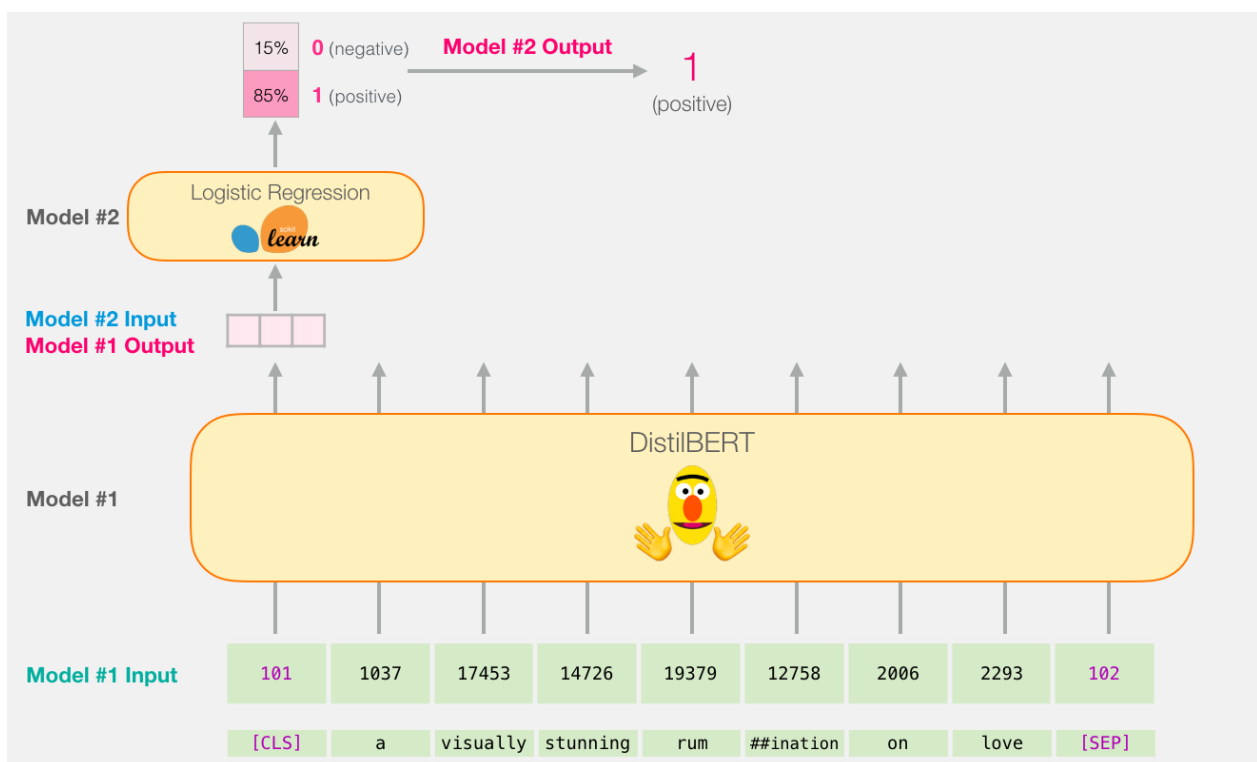 15% 0 (negative) Model #2 Output 1
85% 1 (positive) (positive)
Logistic Regression
Model #2
scikit
learn
Model #2 Input
Model #1 Output
DistilBERT
Model #1
Model #1 Input 101 1037 17453 14726 19379 12758 2006 2293 102
[CLS] a visually stunning rum ##ination on love [SEP]